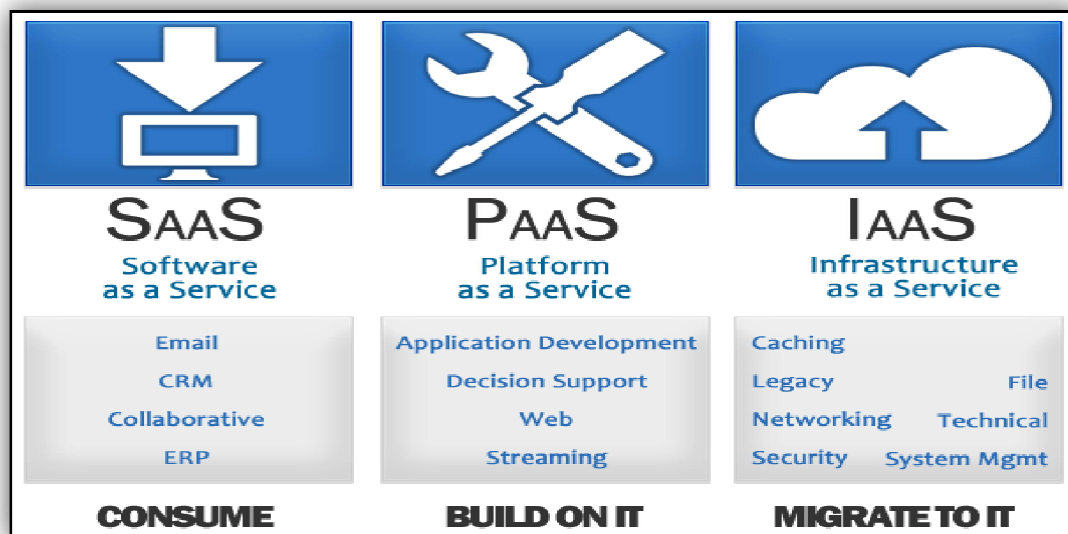 SAAS
Software
as a Service
Email
CRM
Collaborative
ERP
CONSUME
PAAS
Platform
as a Service
Application Development
Decision Support
Web
Streaming
BUILD ON IT
IAAS
Infrastructure
as a Service
Caching
Legacy File
Networking Technical
Security System Mgmt
MIGRATE TO IT